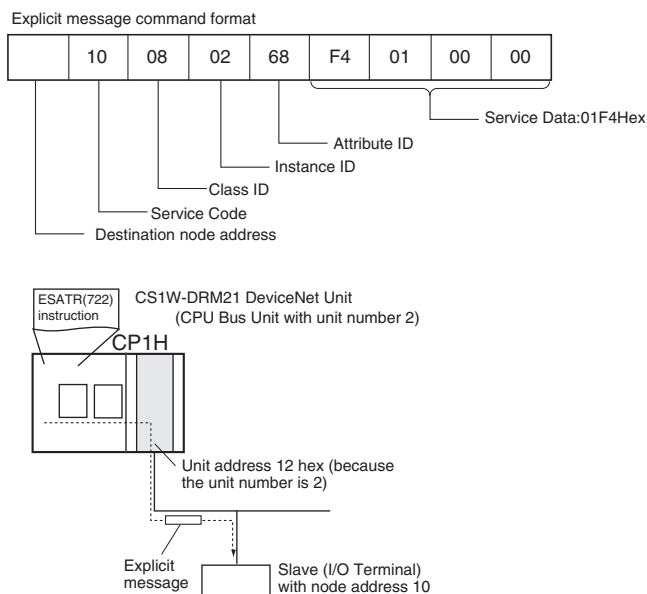 Explicit message command format
10 08 02 68 F4 01 00 00
Service Data:01F4Hex
Attribute ID
Instance ID
Class ID
Service Code
Destination node address
ESATR(722)
instruction
CS1W-DRM21 DeviceNet Unit
(CPU Bus Unit with unit number 2)
CP1H
Unit address 12 hex (because
the unit number is 2)
Explicit
message
Slave (I/O Terminal)
with node address 10